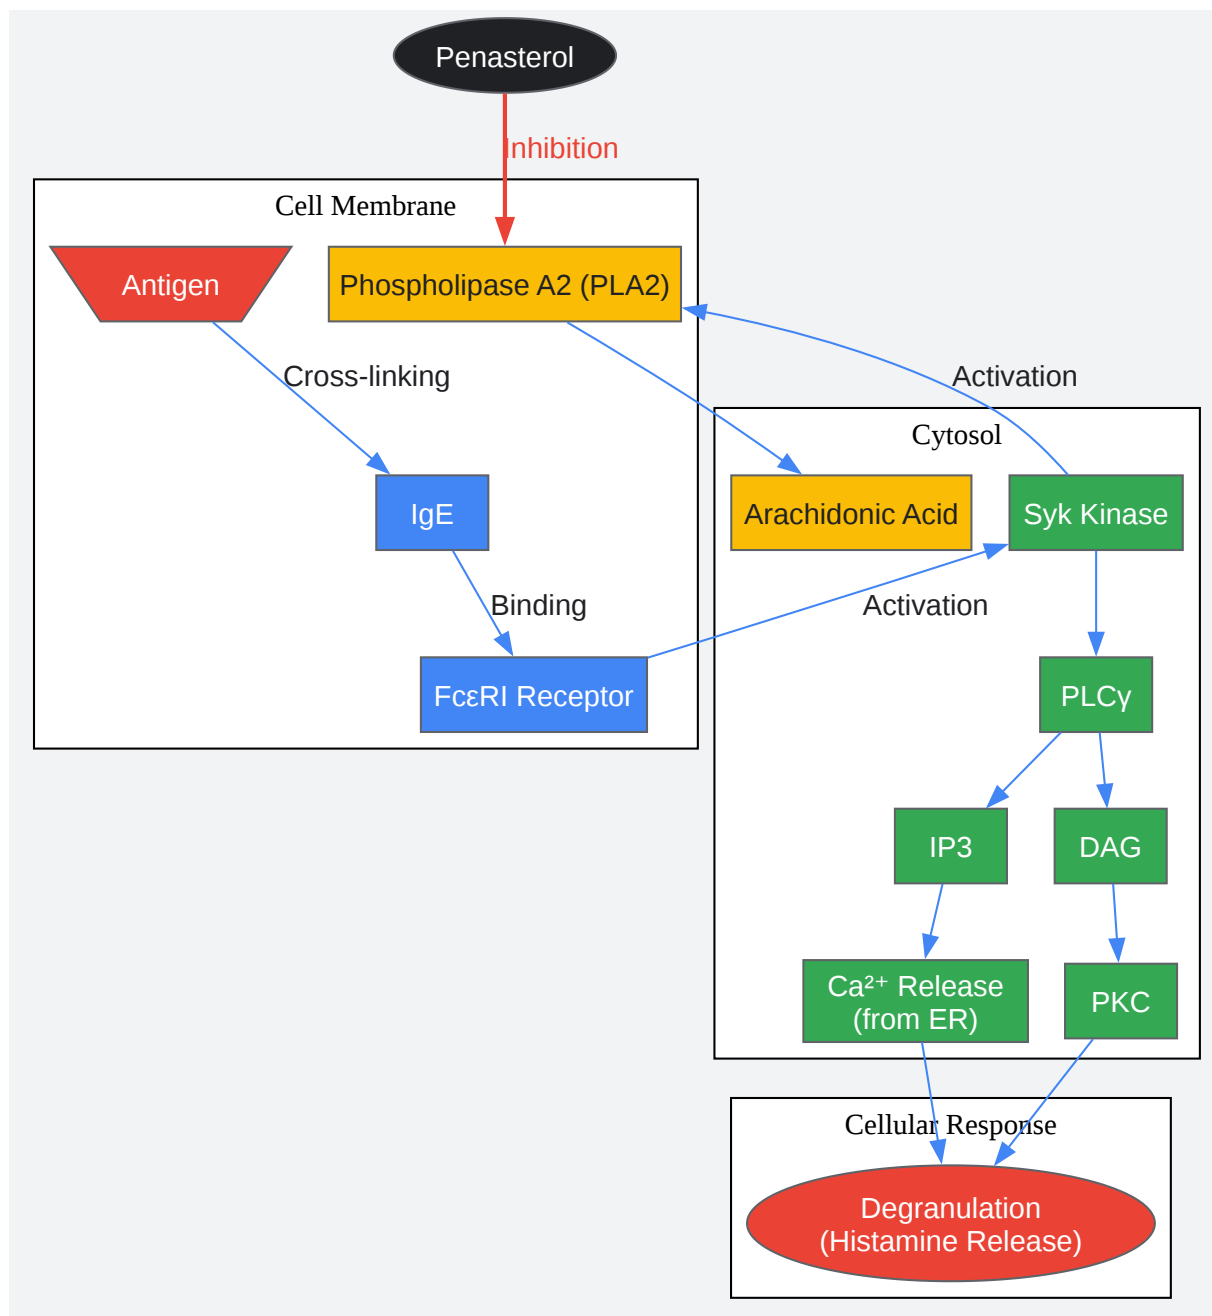 Penasterol
Inhibition
Cell Membrane
Antigen
Phospholipase A2 (PLA2)
Cross-linking
Activation
Cytosol
IgE
Arachidonic Acid
Syk Kinase
Binding
Activation
FcεRI Receptor
PLCγ
IP3
DAG
Ca²⁺ Release
(from ER)
PKC
Cellular Response
Degranulation
(Histamine Release)